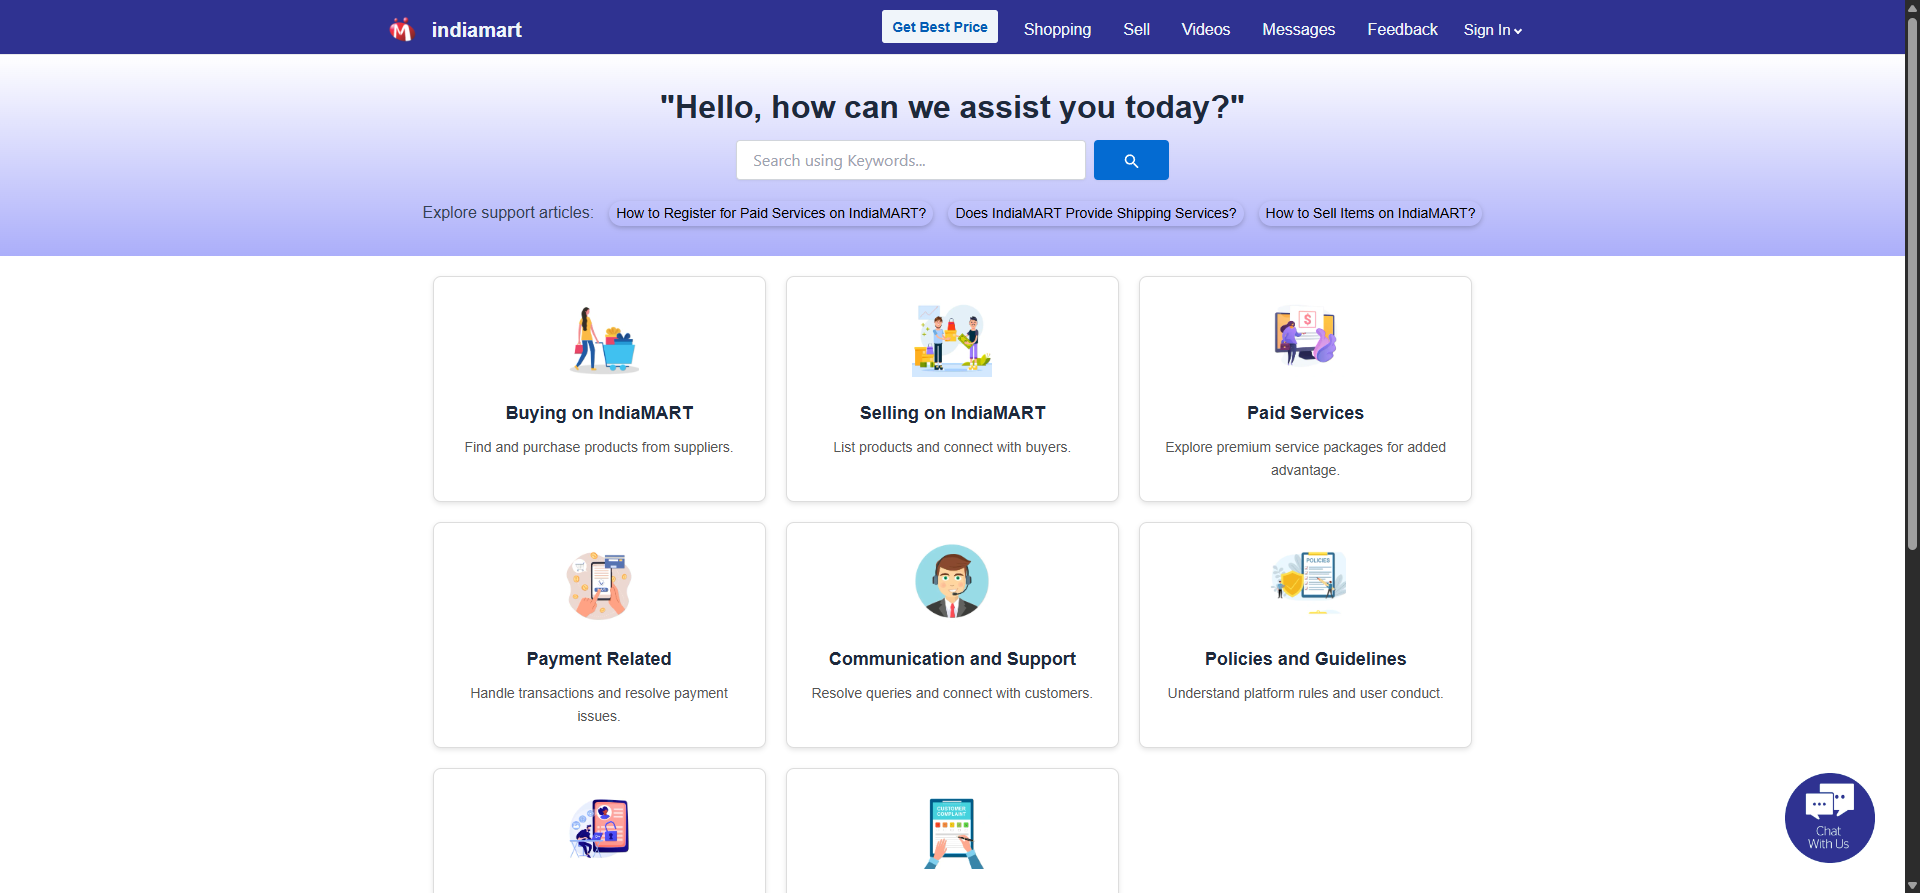 indiamart
Get Best Price
Shopping
Sell
Videos
Messages
Feedback
Sign In
"Hello, how can we assist you today?"
Search using Keywords...
Explore support articles:
How to Register for Paid Services on IndiaMART?
Does IndiaMART Provide Shipping Services?
How to Sell Items on IndiaMART?
Buying on IndiaMART
Find and purchase products from suppliers.
Selling on IndiaMART
List products and connect with buyers.
Paid Services
Explore premium service packages for added
advantage.
Payment Related
Handle transactions and resolve payment
issues.
Communication and Support
Resolve queries and connect with customers.
POLICIES
Policies and Guidelines
Understand platform rules and user conduct.
CUSTOMER
COMPLAINT
Chat
With Us